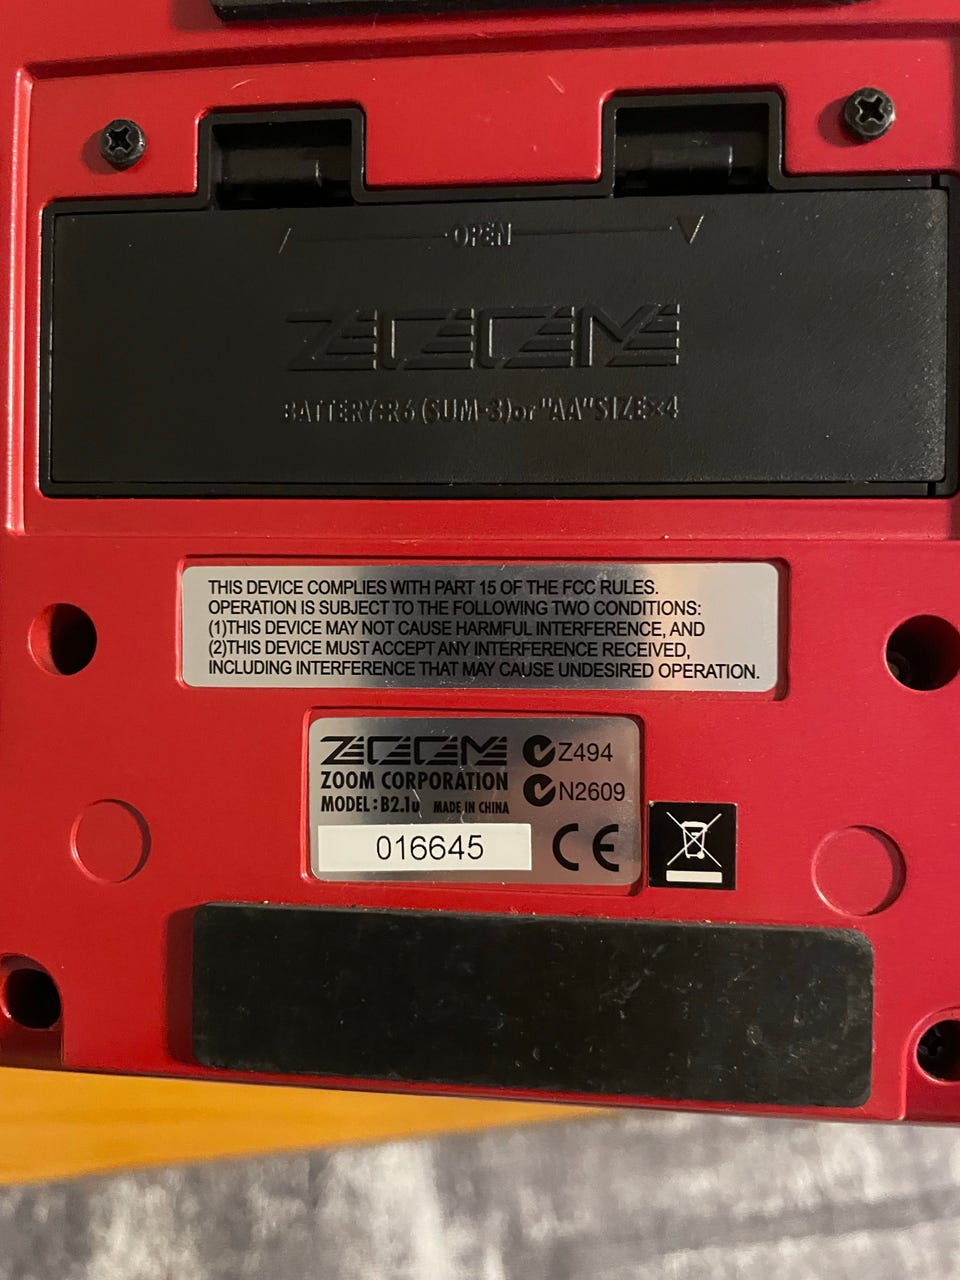 OPEN
ZOOM
BATTERY:R6 (SUM-3)or "AA"SIZE×4
THIS DEVICE COMPLIES WITH PART 15 OF THE FCC RULES.
OPERATION IS SUBJECT TO THE FOLLOWING TWO CONDITIONS:
(1)THIS DEVICE MAY NOT CAUSE HARMFUL INTERFERENCE, AND
(2)THIS DEVICE MUST ACCEPT ANY INTERFERENCE RECEIVED,
INCLUDING INTERFERENCE THAT MAY CAUSE UNDESIRED OPERATION.
ZOOM Z494
ZOOM CORPORATION N2609
MODEL:B2.1u MADE IN CHINA
016645 CE